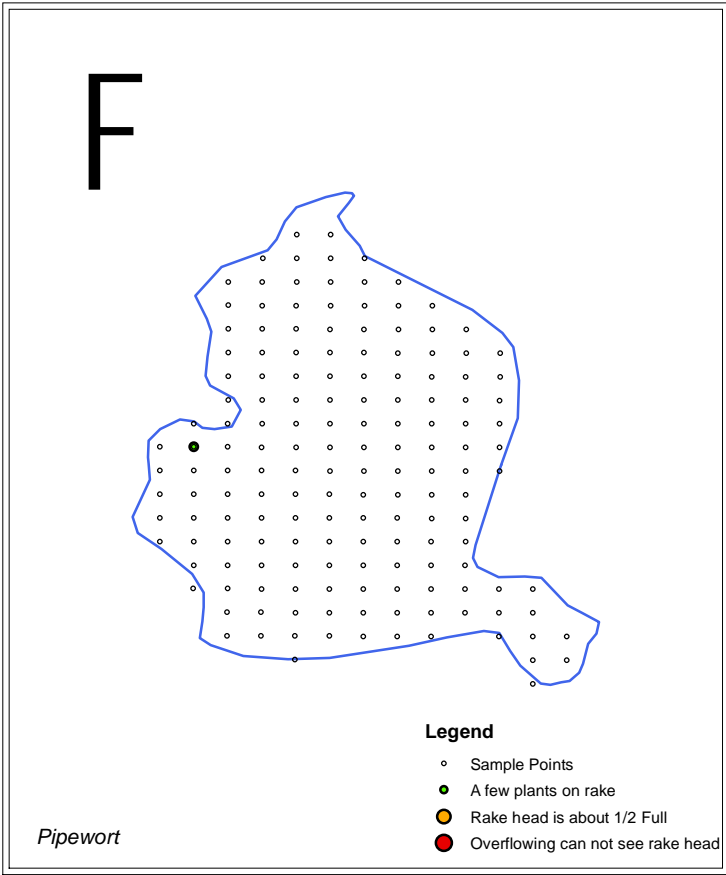 F
Legend
Sample Points
A few plants on rake
Rake head is about 1/2 Full
Overflowing can not see rake head
Pipewort